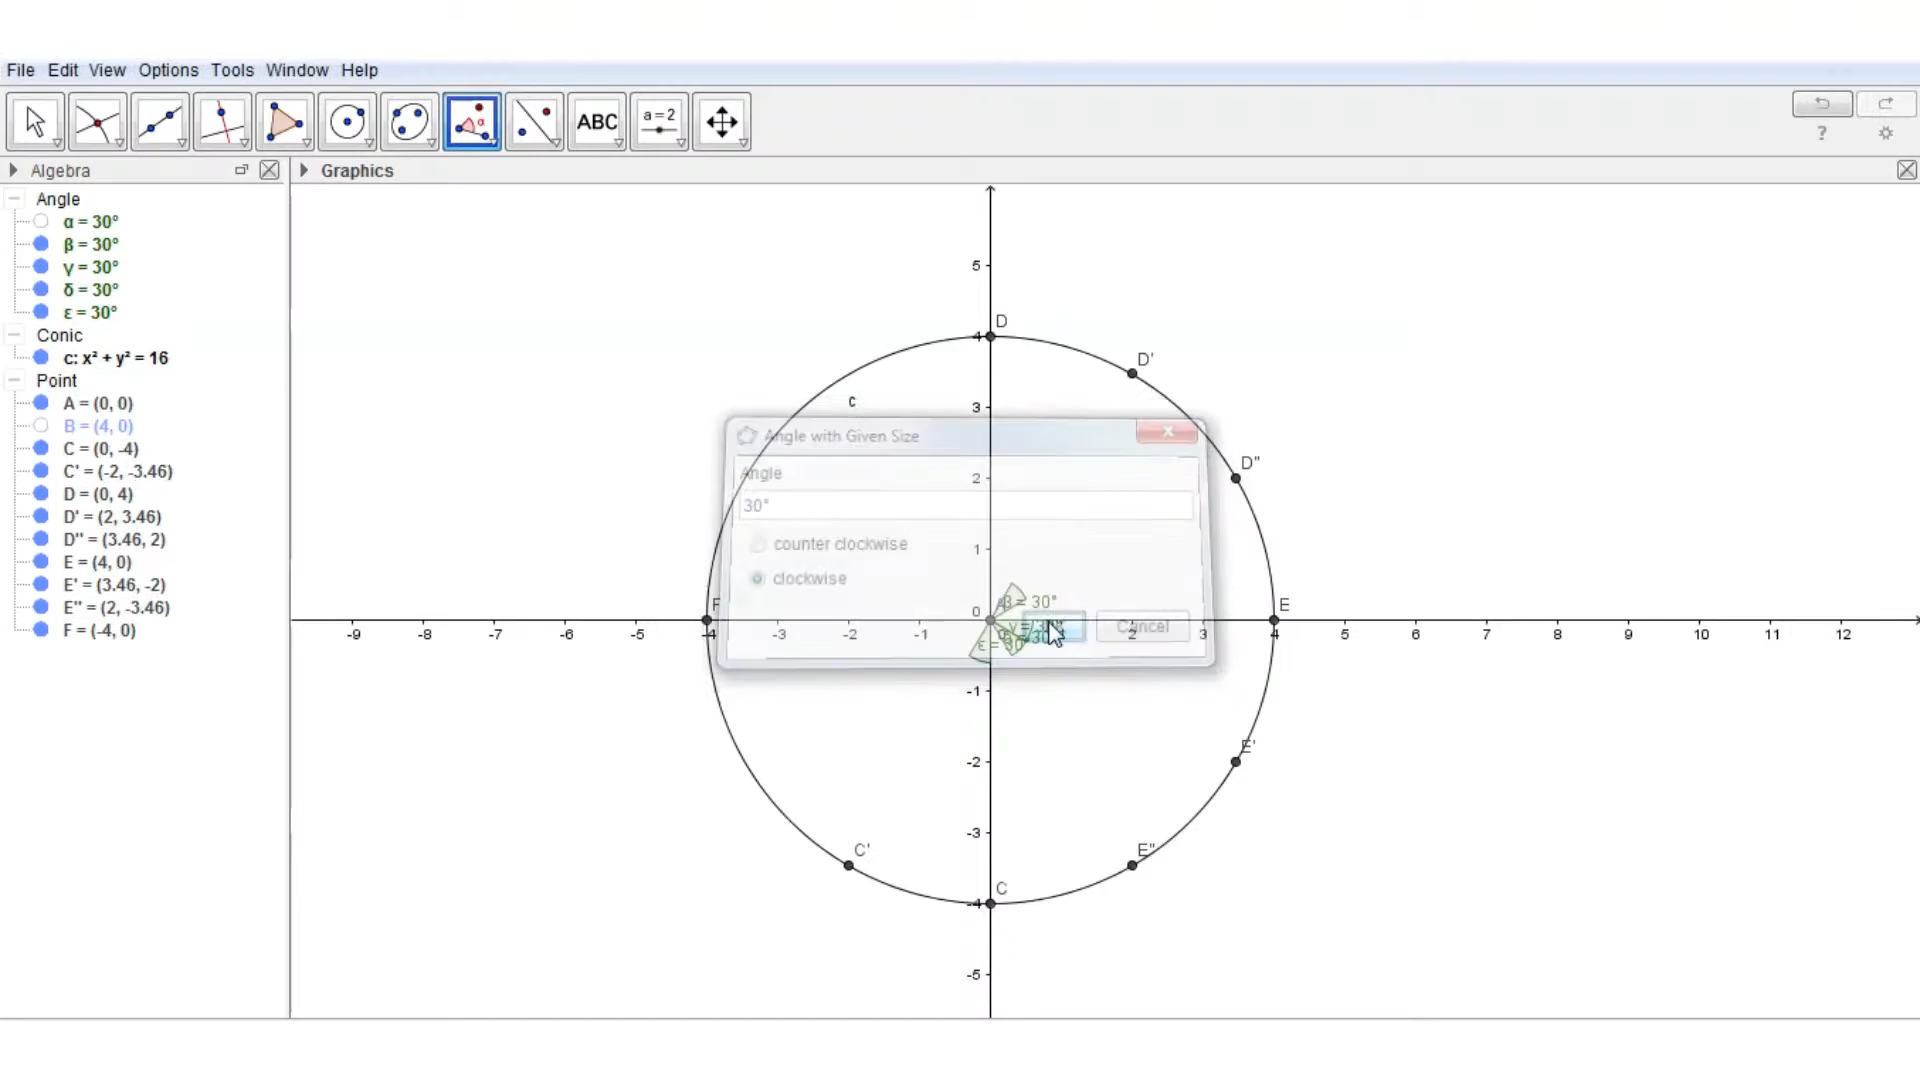 File Edit View Options Tools Window Help
ABC
a = 2
?
Algebra
Graphics
Angle
α = 30°
β = 30°
γ = 30°
δ = 30°
ε = 30°
Conic
c: x² + y² = 16
Point
A = (0, 0)
B = (4, 0)
C = (0, -4)
C' = (-2, -3.46)
D = (0, 4)
D' = (2, 3.46)
D'' = (3.46, 2)
E = (4, 0)
E' = (3.46, -2)
E'' = (2, -3.46)
F = (-4, 0)
5
D
4
D'
c
3
Angle with Given Size
D''
Angle
2
30°
counter clockwise
1
clockwise
β = 30°
F
0
E
Cancel
ε = 30°
-9 -8 -7 -6 -5 -4 -3 -2 -1 2 3 4 5 6 7 8 9 10 11 12
-1
E'
-2
-3
C'
E''
C
-4
-5